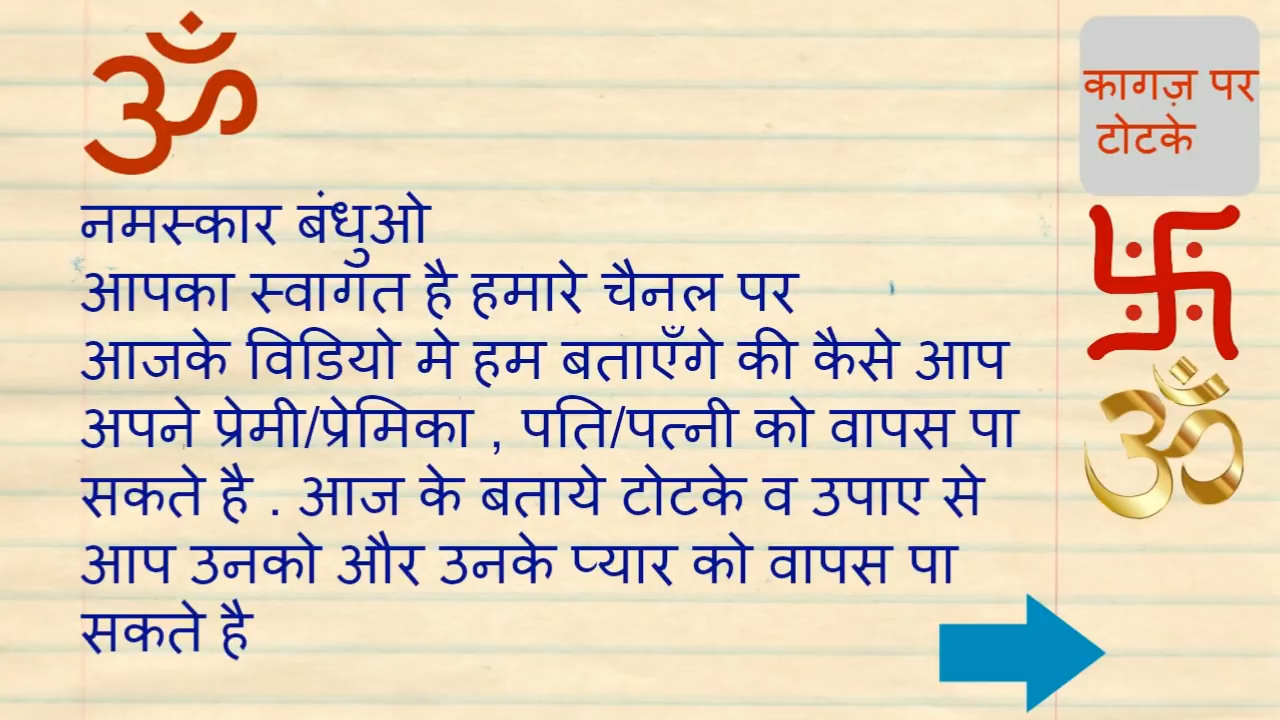 ॐ
नमस्कार बंधुओ
आपका स्वागत है हमारे चैनल पर
आजके विडियो मे हम बताएँगे की कैसे आप
अपने प्रेमी/प्रेमिका , पति/पत्नी को वापस पा
सकते है . आज के बताये टोटके व उपाए से
आप उनको और उनके प्यार को वापस पा
सकते है
कागज़ पर
टोटके
ॐ